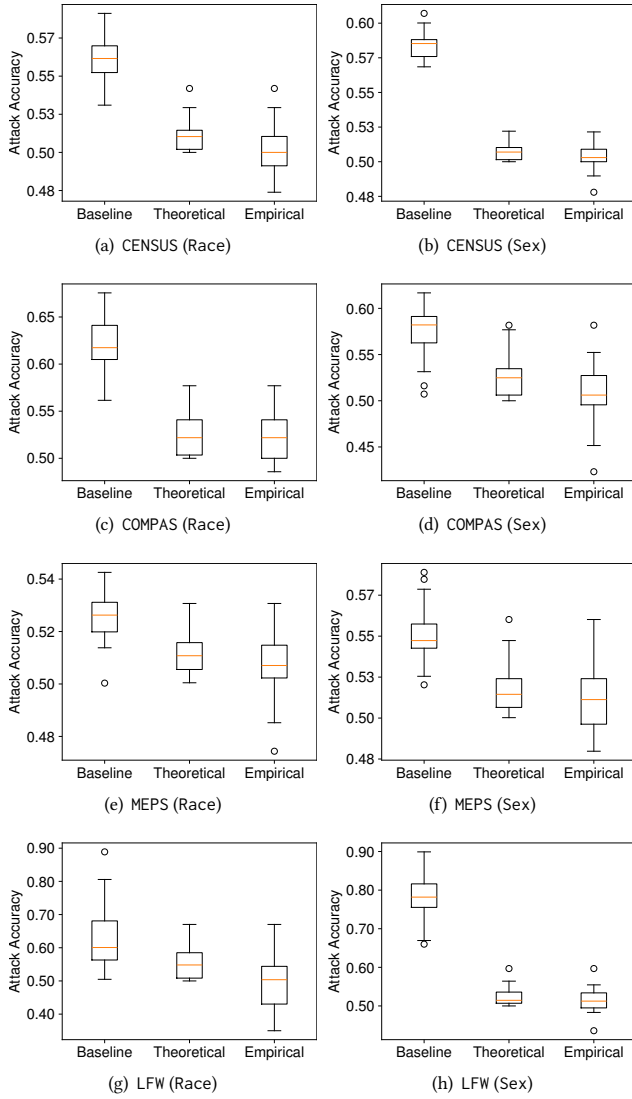 Attack Accuracy
0.57
0.55
0.53
0.50
0.48
Baseline Theoretical Empirical
(a) CENSUS (Race)
Attack Accuracy
0.60
0.57
0.53
0.50
0.48
Baseline Theoretical Empirical
(b) CENSUS (Sex)
Attack Accuracy
0.65
0.60
0.55
0.50
Baseline Theoretical Empirical
(c) COMPAS (Race)
Attack Accuracy
0.60
0.55
0.50
0.45
Baseline Theoretical Empirical
(d) COMPAS (Sex)
Attack Accuracy
0.54
0.52
0.50
0.48
Baseline Theoretical Empirical
(e) MEPS (Race)
Attack Accuracy
0.57
0.55
0.53
0.50
0.48
Baseline Theoretical Empirical
(f) MEPS (Sex)
Attack Accuracy
0.90
0.80
0.70
0.60
0.50
0.40
Baseline Theoretical Empirical
(g) LFW (Race)
Attack Accuracy
0.90
0.80
0.70
0.60
0.50
Baseline Theoretical Empirical
(h) LFW (Sex)